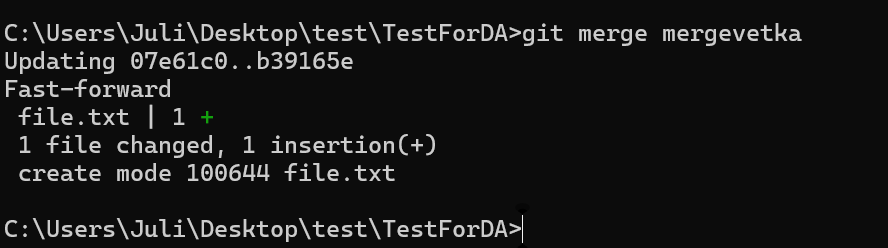 C:\Users\Juli\Desktop\test\TestForDA>git merge mergevetka
Updating 07e61c0..b39165e
Fast-forward
 file.txt | 1 +
 1 file changed, 1 insertion(+)
 create mode 100644 file.txt
C:\Users\Juli\Desktop\test\TestForDA>